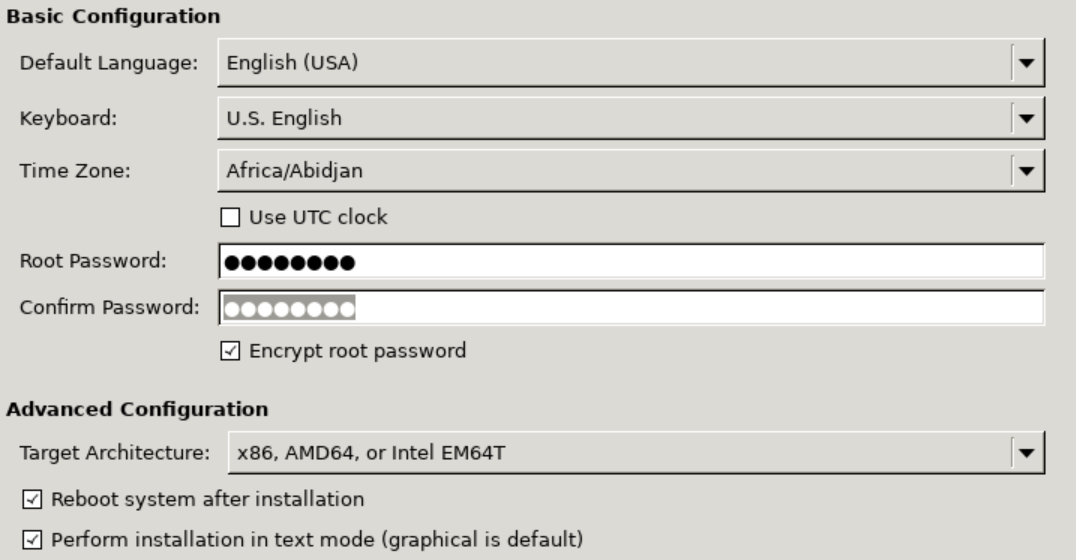 Basic Configuration
Default Language: English (USA)
Keyboard: U.S. English
Time Zone: Africa/Abidjan
Use UTC clock
Root Password: ●●●●●●●●
Confirm Password: ●●●●●●●●
Encrypt root password
Advanced Configuration
Target Architecture: x86, AMD64, or Intel EM64T
Reboot system after installation
Perform installation in text mode (graphical is default)